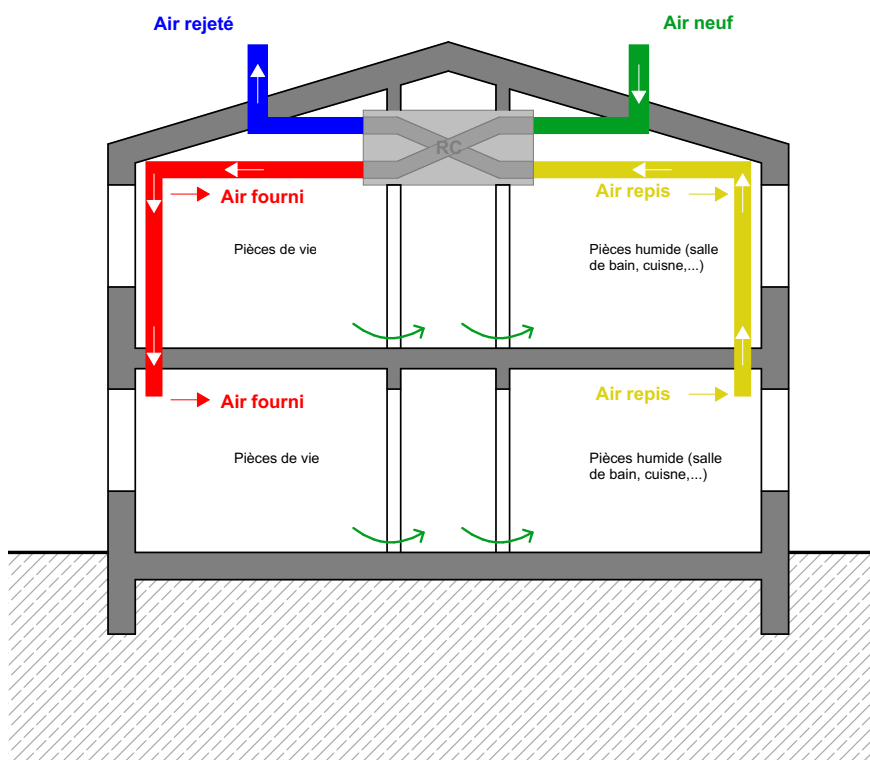 Air rejeté
Air neuf
RC
Air fourni
Air repis
Pièces de vie
Pièces humide (salle
de bain, cuisne,...)
Air fourni
Air repis
Pièces de vie
Pièces humide (salle
de bain, cuisne,...)